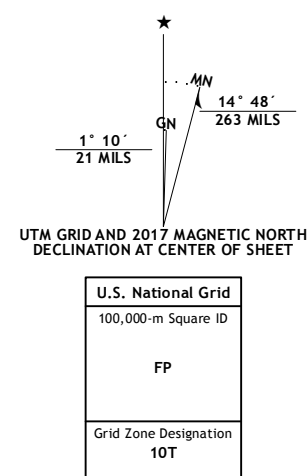 ★
MN
GN
14° 48´
263 MILS
1° 10´
21 MILS
UTM GRID AND 2017 MAGNETIC NORTH
DECLINATION AT CENTER OF SHEET
U.S. National Grid
100,000-m Square ID
FP
Grid Zone Designation
10T